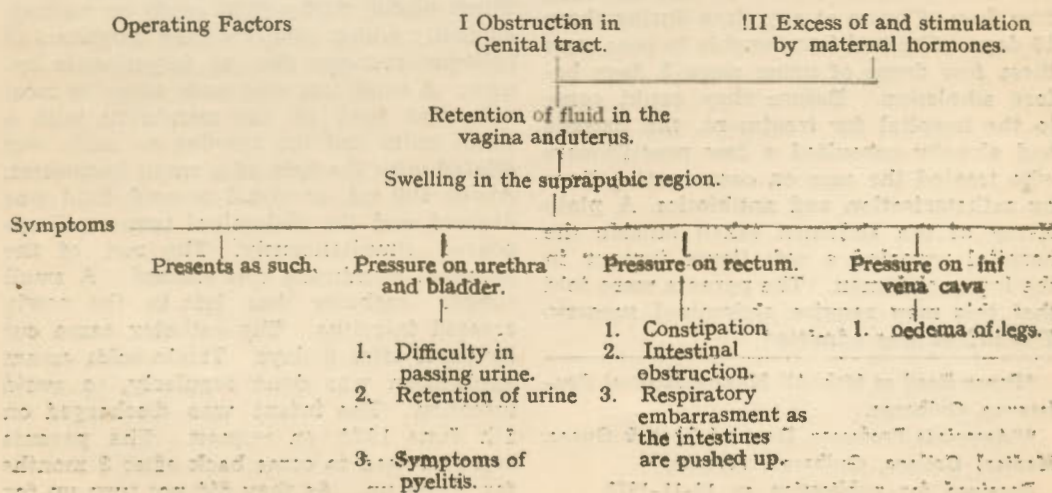 Operating Factors
I Obstruction in
Genital tract.
!II Excess of and stimulation
by maternal hormones.
Retention of fluid in the
vagina anduterus.
Swelling in the suprapubic region.
Symptoms
Presents as such.
Pressure on urethra
and bladder.
1. Difficulty in
passing urine.
2. Retention of urine
3. Symptoms of
pyelitis.
Pressure on rectum.
1. Constipation
2. Intestinal
obstruction.
3. Respiratory
embarrasment as
the intestines
are pushed up.
Pressure on inf
vena cava
1. oedema of legs.